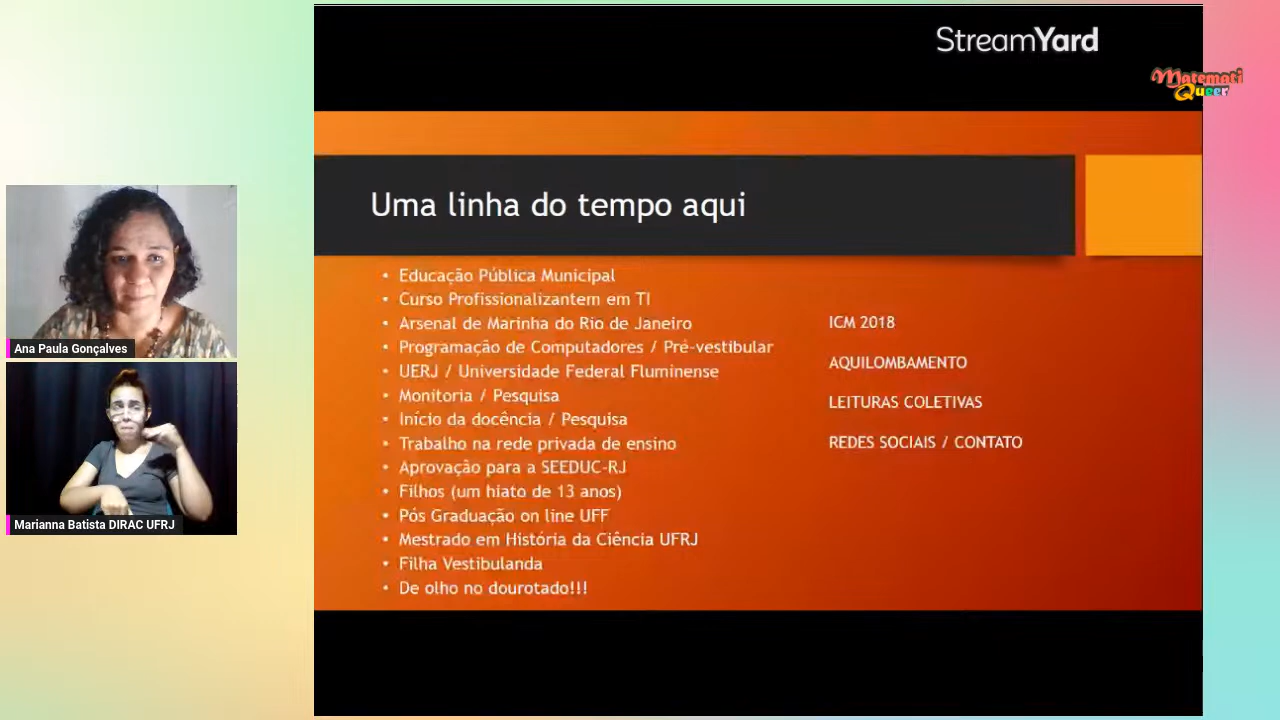 StreamYard
Matemati
Queer
Uma linha do tempo aqui
• Educação Pública Municipal
• Curso Profissionalizantem em TI
• Arsenal de Marinha do Rio de Janeiro
• Programação de Computadores / Pré-vestibular
• UERJ / Universidade Federal Fluminense
• Monitoria / Pesquisa
• Início da docência / Pesquisa
• Trabalho na rede privada de ensino
• Aprovação para a SEEDUC-RJ
• Filhos (um hiato de 13 anos)
• Pós Graduação on line UFF
• Mestrado em História da Ciência UFRJ
• Filha Vestibulanda
• De olho no dourotado!!!
ICM 2018
AQUILOMBAMENTO
LEITURAS COLETIVAS
REDES SOCIAIS / CONTATO
Ana Paula Gonçalves
Marianna Batista DIRAC UFRJ